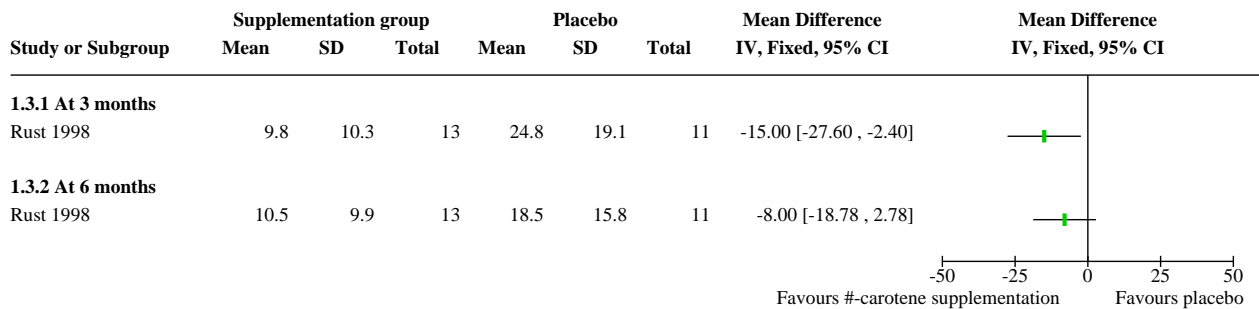 Supplementation group Placebo Mean Difference Mean Difference
Study or Subgroup Mean SD Total Mean SD Total IV, Fixed, 95% CI IV, Fixed, 95% CI
1.3.1 At 3 months
Rust 1998 9.8 10.3 13 24.8 19.1 11 -15.00 [-27.60 , -2.40]
1.3.2 At 6 months
Rust 1998 10.5 9.9 13 18.5 15.8 11 -8.00 [-18.78 , 2.78]
-50 -25 0 25 50
Favours #-carotene supplementation Favours placebo